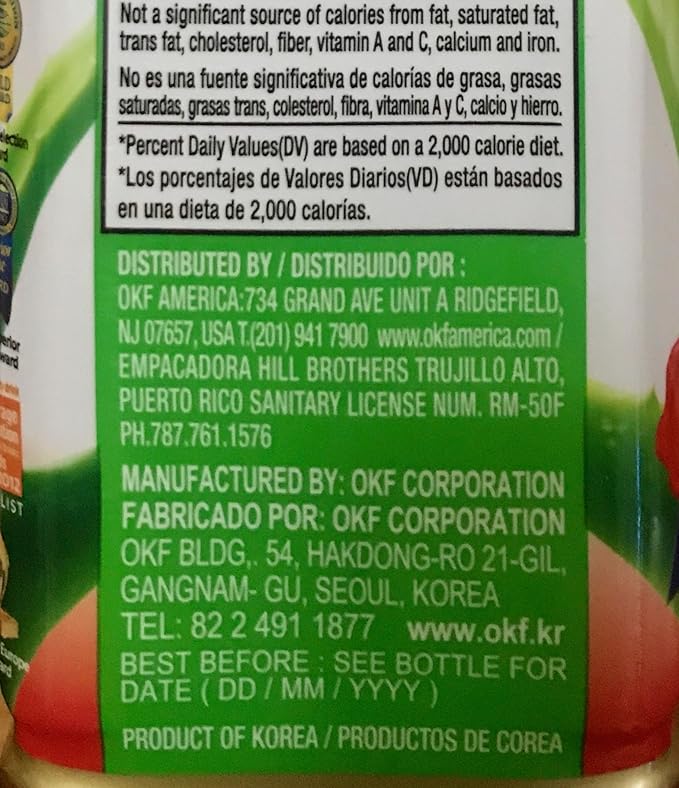 Not a significant source of calories from fat, saturated fat,
trans fat, cholesterol, fiber, vitamin A and C, calcium and iron.
No es una fuente significativa de calorías de grasa, grasas
saturadas, grasas trans, colesterol, fibra, vitamina A y C, calcio y hierro.
*Percent Daily Values(DV) are based on a 2,000 calorie diet.
*Los porcentajes de Valores Diarios(VD) están basados
en una dieta de 2,000 calorías.
DISTRIBUTED BY / DISTRIBUIDO POR :
OKF AMERICA:734 GRAND AVE UNIT A RIDGEFIELD,
NJ 07657, USA T.(201) 941 7900 www.okfamerica.com /
EMPACADORA HILL BROTHERS TRUJILLO ALTO,
PUERTO RICO SANITARY LICENSE NUM. RM-50F
PH.787.761.1576
MANUFACTURED BY: OKF CORPORATION
FABRICADO POR: OKF CORPORATION
OKF BLDG,. 54, HAKDONG-RO 21-GIL,
GANGNAM- GU, SEOUL, KOREA
TEL: 82 2 491 1877 www.okf.kr
BEST BEFORE : SEE BOTTLE FOR
DATE ( DD / MM / YYYY )
PRODUCT OF KOREA / PRODUCTOS DE COREA
2012
LIST
Europe